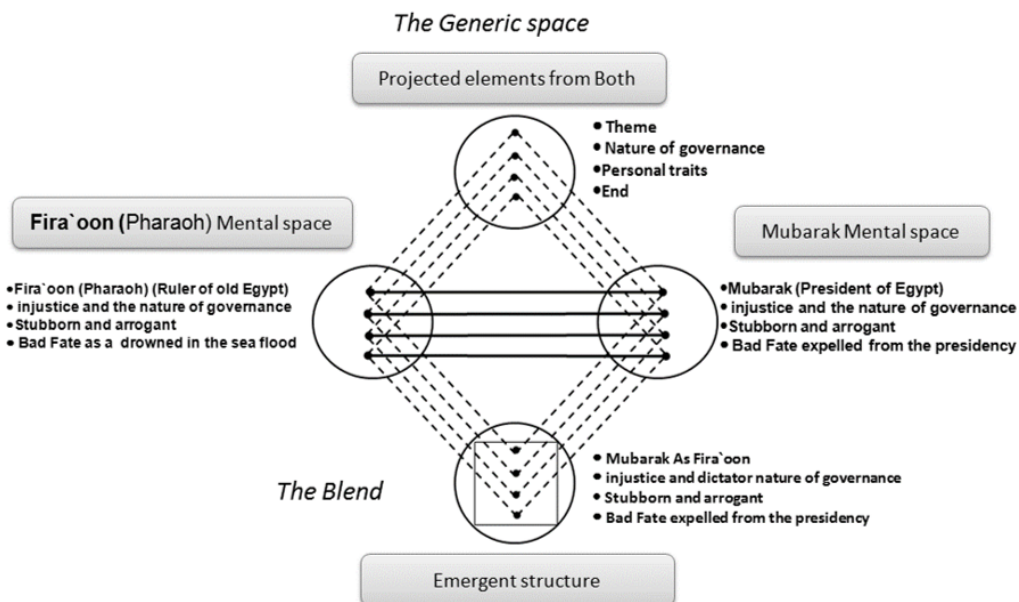 The Generic space
Projected elements from Both
• Theme
• Nature of governance
•Personal traits
•End
Fira`oon (Pharaoh) Mental space
•Fira`oon (Pharaoh) (Ruler of old Egypt)
• injustice and the nature of governance
•Stubborn and arrogant
• Bad Fate as a drowned in the sea flood
Mubarak Mental space
•Mubarak (President of Egypt)
• injustice and the nature of governance
•Stubborn and arrogant
• Bad Fate expelled from the presidency
The Blend
• Mubarak As Fira`oon
• injustice and dictator nature of governance
• Stubborn and arrogant
• Bad Fate expelled from the presidency
Emergent structure